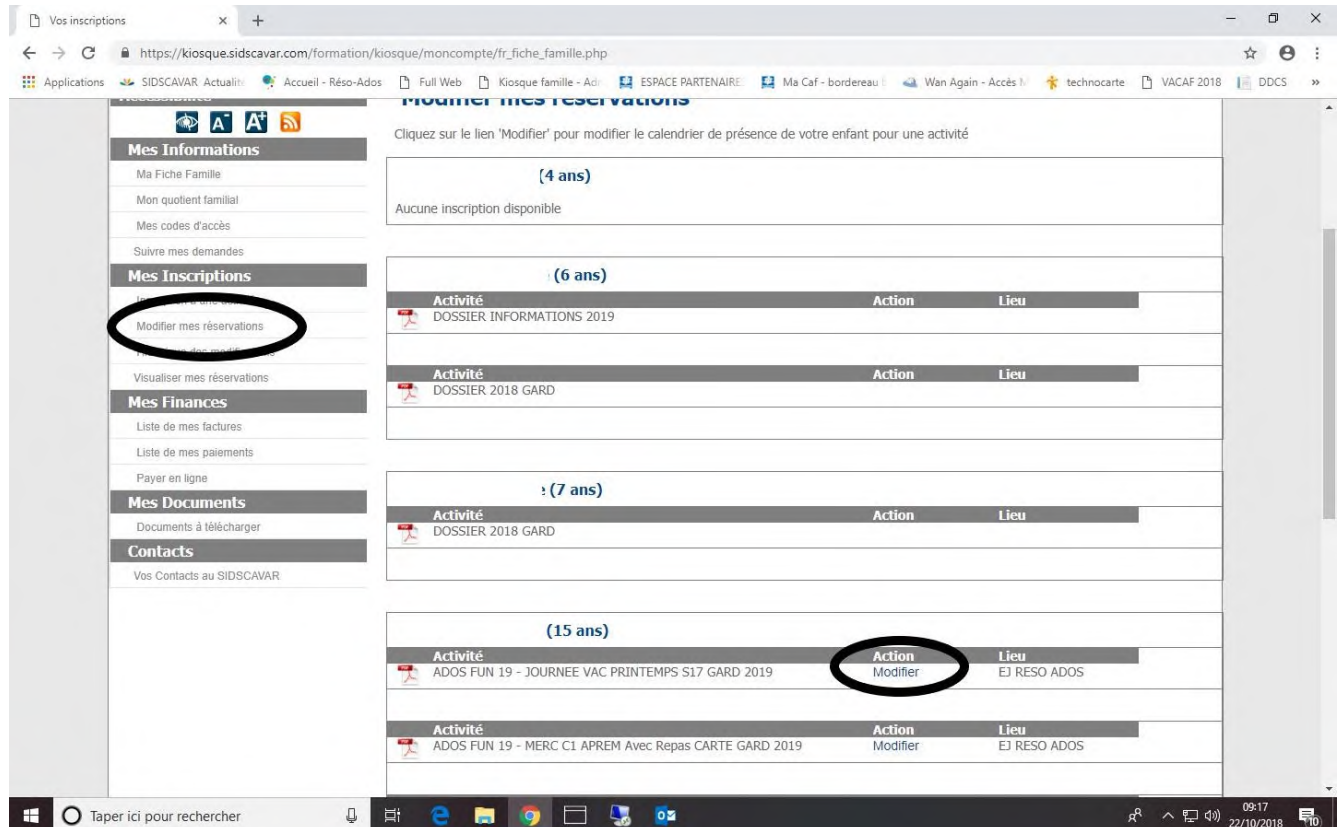 Vos inscriptions
https://kiosque.sidscavar.com/formation/kiosque/moncompte/fr_fiche_famille.php
Applications SIDSCAVAR Actualit Accueil - Réso-Ados Full Web Kiosque famille - Ad ESPACE PARTENAIRE Ma Caf - bordereau Wan Again - Accès technocarte VACAF 2018 DDCS »
Accessibilité
A- A+
Mes Informations
Ma Fiche Famille
Mon quotient familial
Mes codes d'accès
Suivre mes demandes
Mes Inscriptions
Modifier mes réservations
Visualiser mes réservations
Mes Finances
Liste de mes factures
Liste de mes paiements
Payer en ligne
Mes Documents
Documents à télécharger
Contacts
Vos Contacts au SIDSCAVAR
Modifier mes réservations
Cliquez sur le lien 'Modifier' pour modifier le calendrier de présence de votre enfant pour une activité
(4 ans)
Aucune inscription disponible
(6 ans)
Activité Action Lieu
DOSSIER INFORMATIONS 2019
Activité Action Lieu
DOSSIER 2018 GARD
(7 ans)
Activité Action Lieu
DOSSIER 2018 GARD
(15 ans)
Activité Action Lieu
ADOS FUN 19 - JOURNEE VAC PRINTEMPS S17 GARD 2019 Modifier EJ RESO ADOS
Activité Action Lieu
ADOS FUN 19 - MERC C1 APREM Avec Repas CARTE GARD 2019 Modifier EJ RESO ADOS
Taper ici pour rechercher
09:17
22/10/2018
10